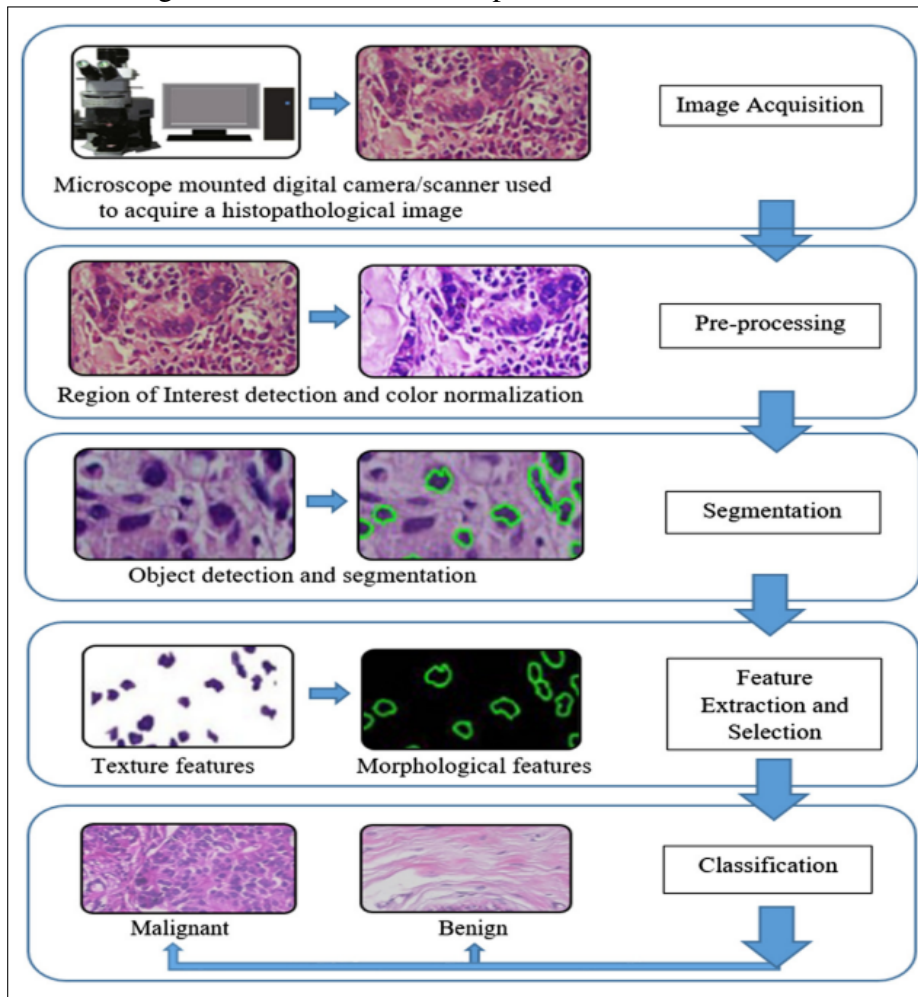 Image Acquisition
Microscope mounted digital camera/scanner used
to acquire a histopathological image
Pre-processing
Region of Interest detection and color normalization
Segmentation
Object detection and segmentation
Feature
Extraction and
Selection
Texture features
Morphological features
Classification
Malignant
Benign